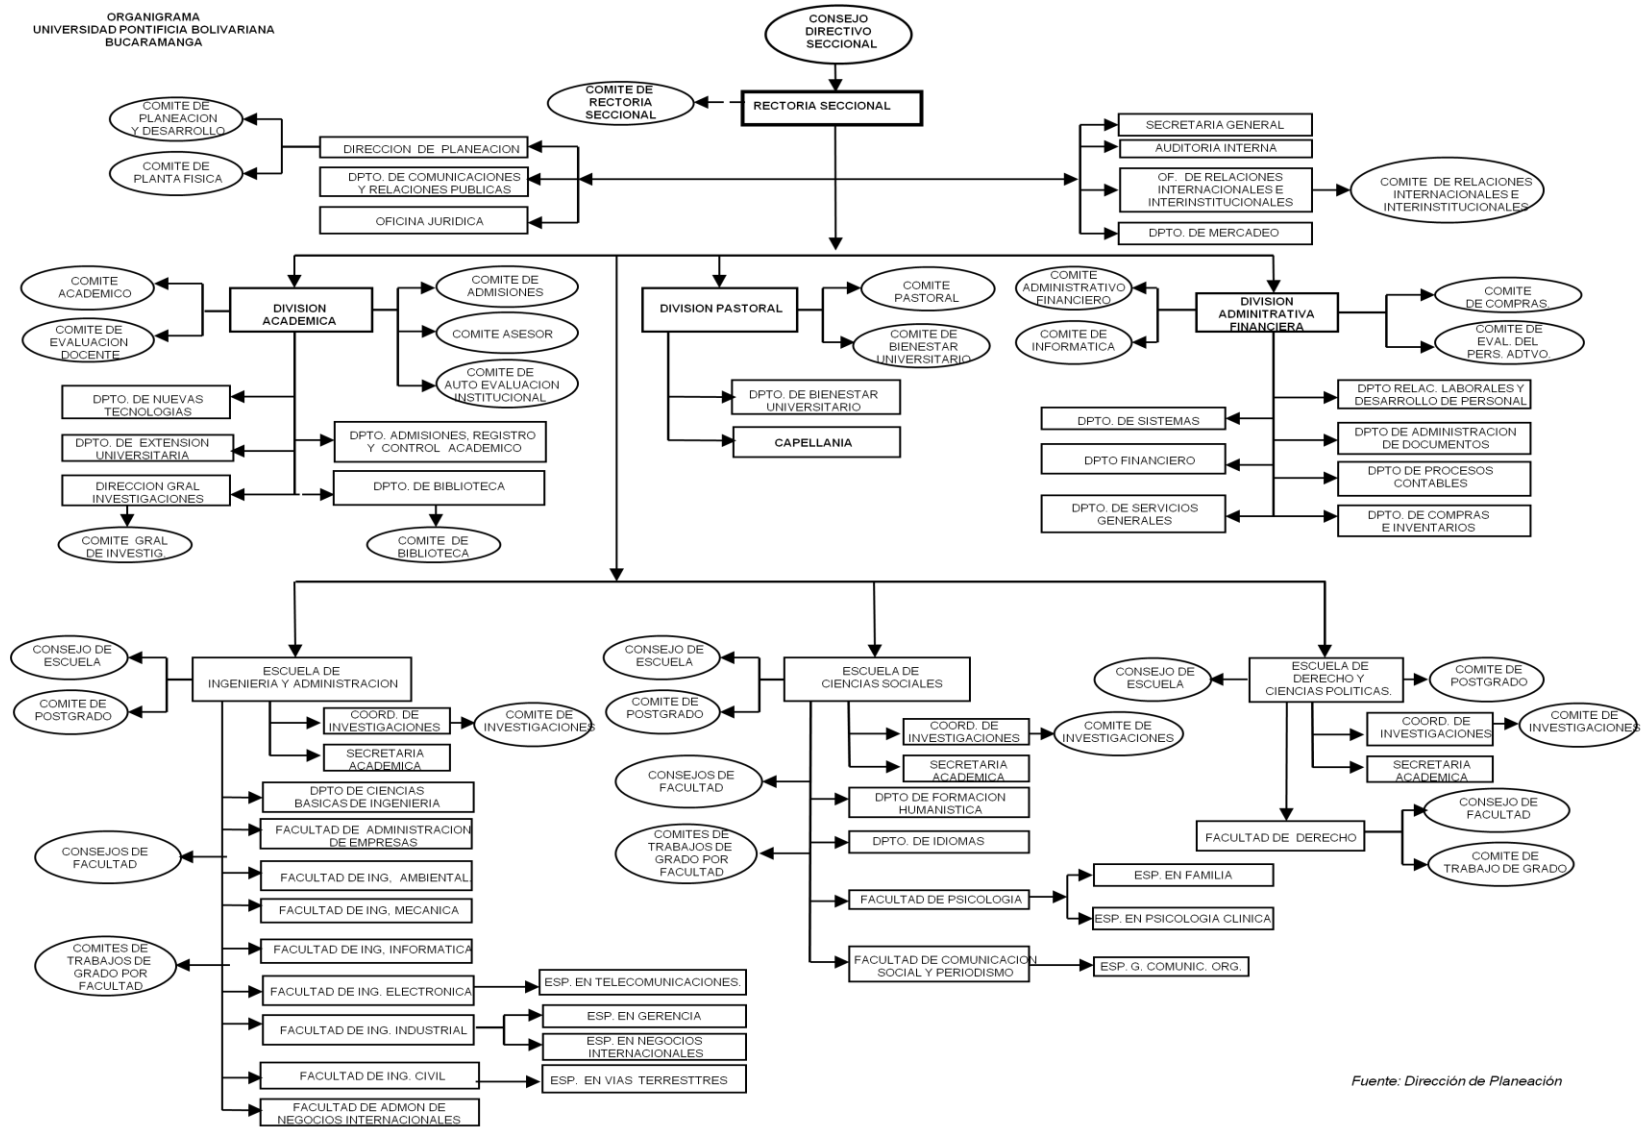 ORGANIGRAMA
UNIVERSIDAD PONTIFICIA BOLIVARIANA
BUCARAMANGA
CONSEJO
DIRECTIVO
SECCIONAL
COMITE DE
RECTORIA
SECCIONAL
RECTORIA SECCIONAL
COMITE DE
PLANEACION
Y DESARROLLO
COMITE DE
PLANTA FISICA
DIRECCION DE PLANEACION
DPTO. DE COMUNICACIONES
Y RELACIONES PUBLICAS
OFICINA JURIDICA
SECRETARIA GENERAL
AUDITORIA INTERNA
OF. DE RELACIONES
INTERNACIONALES E
INTERINSTITUCIONALES
DPTO. DE MERCADEO
COMITE DE RELACIONES
INTERNACIONALES E
INTERINSTITUCIONALES
COMITE
ACADEMICO
COMITE DE
EVALUACION
DOCENTE
DIVISION
ACADEMICA
COMITE DE
ADMISIONES
COMITE ASESOR
COMITE DE
AUTO EVALUACION
INSTITUCIONAL
DIVISION PASTORAL
COMITE
PASTORAL
COMITE DE
BIENESTAR
UNIVERSITARIO
COMITE
ADMINISTRATIVO
FINANCIERO
COMITE DE
INFORMATICA
DIVISION
ADMINITRATIVA
FINANCIERA
COMITE
DE COMPRAS.
COMITE DE
EVAL. DEL
PERS. ADTVO.
DPTO. DE NUEVAS
TECNOLOGIAS
DPTO. DE EXTENSION
UNIVERSITARIA
DIRECCION GRAL
INVESTIGACIONES
COMITE GRAL
DE INVESTIG.
DPTO. ADMISIONES, REGISTRO
Y CONTROL ACADEMICO
DPTO. DE BIBLIOTECA
COMITE DE
BIBLIOTECA
DPTO. DE BIENESTAR
UNIVERSITARIO
CAPELLANIA
DPTO. DE SISTEMAS
DPTO FINANCIERO
DPTO. DE SERVICIOS
GENERALES
DPTO RELAC. LABORALES Y
DESARROLLO DE PERSONAL
DPTO DE ADMINISTRACION
DE DOCUMENTOS
DPTO DE PROCESOS
CONTABLES
DPTO. DE COMPRAS
E INVENTARIOS
CONSEJO DE
ESCUELA
COMITE DE
POSTGRADO
ESCUELA DE
INGENIERIA Y ADMINISTRACION
COORD. DE
INVESTIGACIONES
COMITE DE
INVESTIGACIONES
SECRETARIA
ACADEMICA
DPTO DE CIENCIAS
BASICAS DE INGENIERIA
FACULTAD DE ADMINISTRACION
DE EMPRESAS
CONSEJOS DE
FACULTAD
FACULTAD DE ING, AMBIENTAL.
FACULTAD DE ING, MECANICA
FACULTAD DE ING, INFORMATICA
COMITES DE
TRABAJOS DE
GRADO POR
FACULTAD
FACULTAD DE ING. ELECTRONICA
ESP. EN TELECOMUNICACIONES.
FACULTAD DE ING. INDUSTRIAL
ESP. EN GERENCIA
ESP. EN NEGOCIOS
INTERNACIONALES
FACULTAD DE ING. CIVIL
ESP. EN VIAS TERRESTTRES
FACULTAD DE ADMON DE
NEGOCIOS INTERNACIONALES
CONSEJO DE
ESCUELA
COMITE DE
POSTGRADO
ESCUELA DE
CIENCIAS SOCIALES
COORD. DE
INVESTIGACIONES
COMITE DE
INVESTIGACIONES
SECRETARIA
ACADEMICA
CONSEJOS DE
FACULTAD
DPTO DE FORMACION
HUMANISTICA
COMITES DE
TRABAJOS DE
GRADO POR
FACULTAD
DPTO. DE IDIOMAS
FACULTAD DE PSICOLOGIA
ESP. EN FAMILIA
ESP. EN PSICOLOGIA CLINICA
FACULTAD DE COMUNICACION
SOCIAL Y PERIODISMO
ESP. G. COMUNIC. ORG.
CONSEJO DE
ESCUELA
ESCUELA DE
DERECHO Y
CIENCIAS POLITICAS.
COMITE DE
POSTGRADO
COORD. DE
INVESTIGACIONES
COMITE DE
INVESTIGACIONES
SECRETARIA
ACADEMICA
FACULTAD DE DERECHO
CONSEJO DE
FACULTAD
COMITE DE
TRABAJO DE GRADO
Fuente: Dirección de Planeación